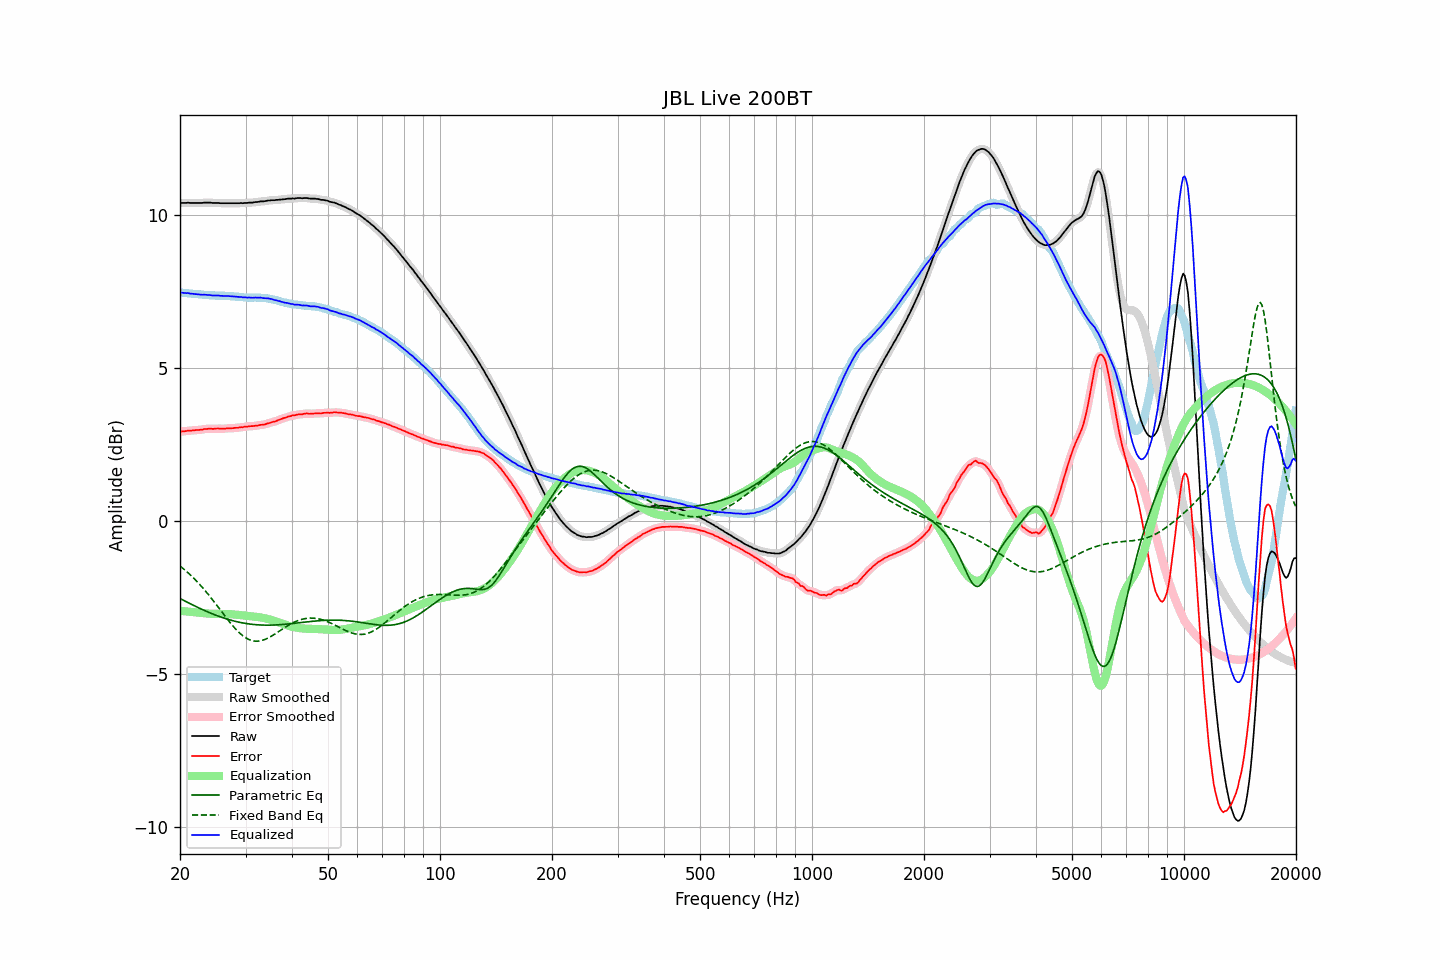 JBL Live 200BT
Amplitude (dBr)
10
5
0
−5
−10
Target
Raw Smoothed
Error Smoothed
Raw
Error
Equalization
Parametric Eq
Fixed Band Eq
Equalized
20 50 100 200 500 1000 2000 5000 10000 20000
Frequency (Hz)